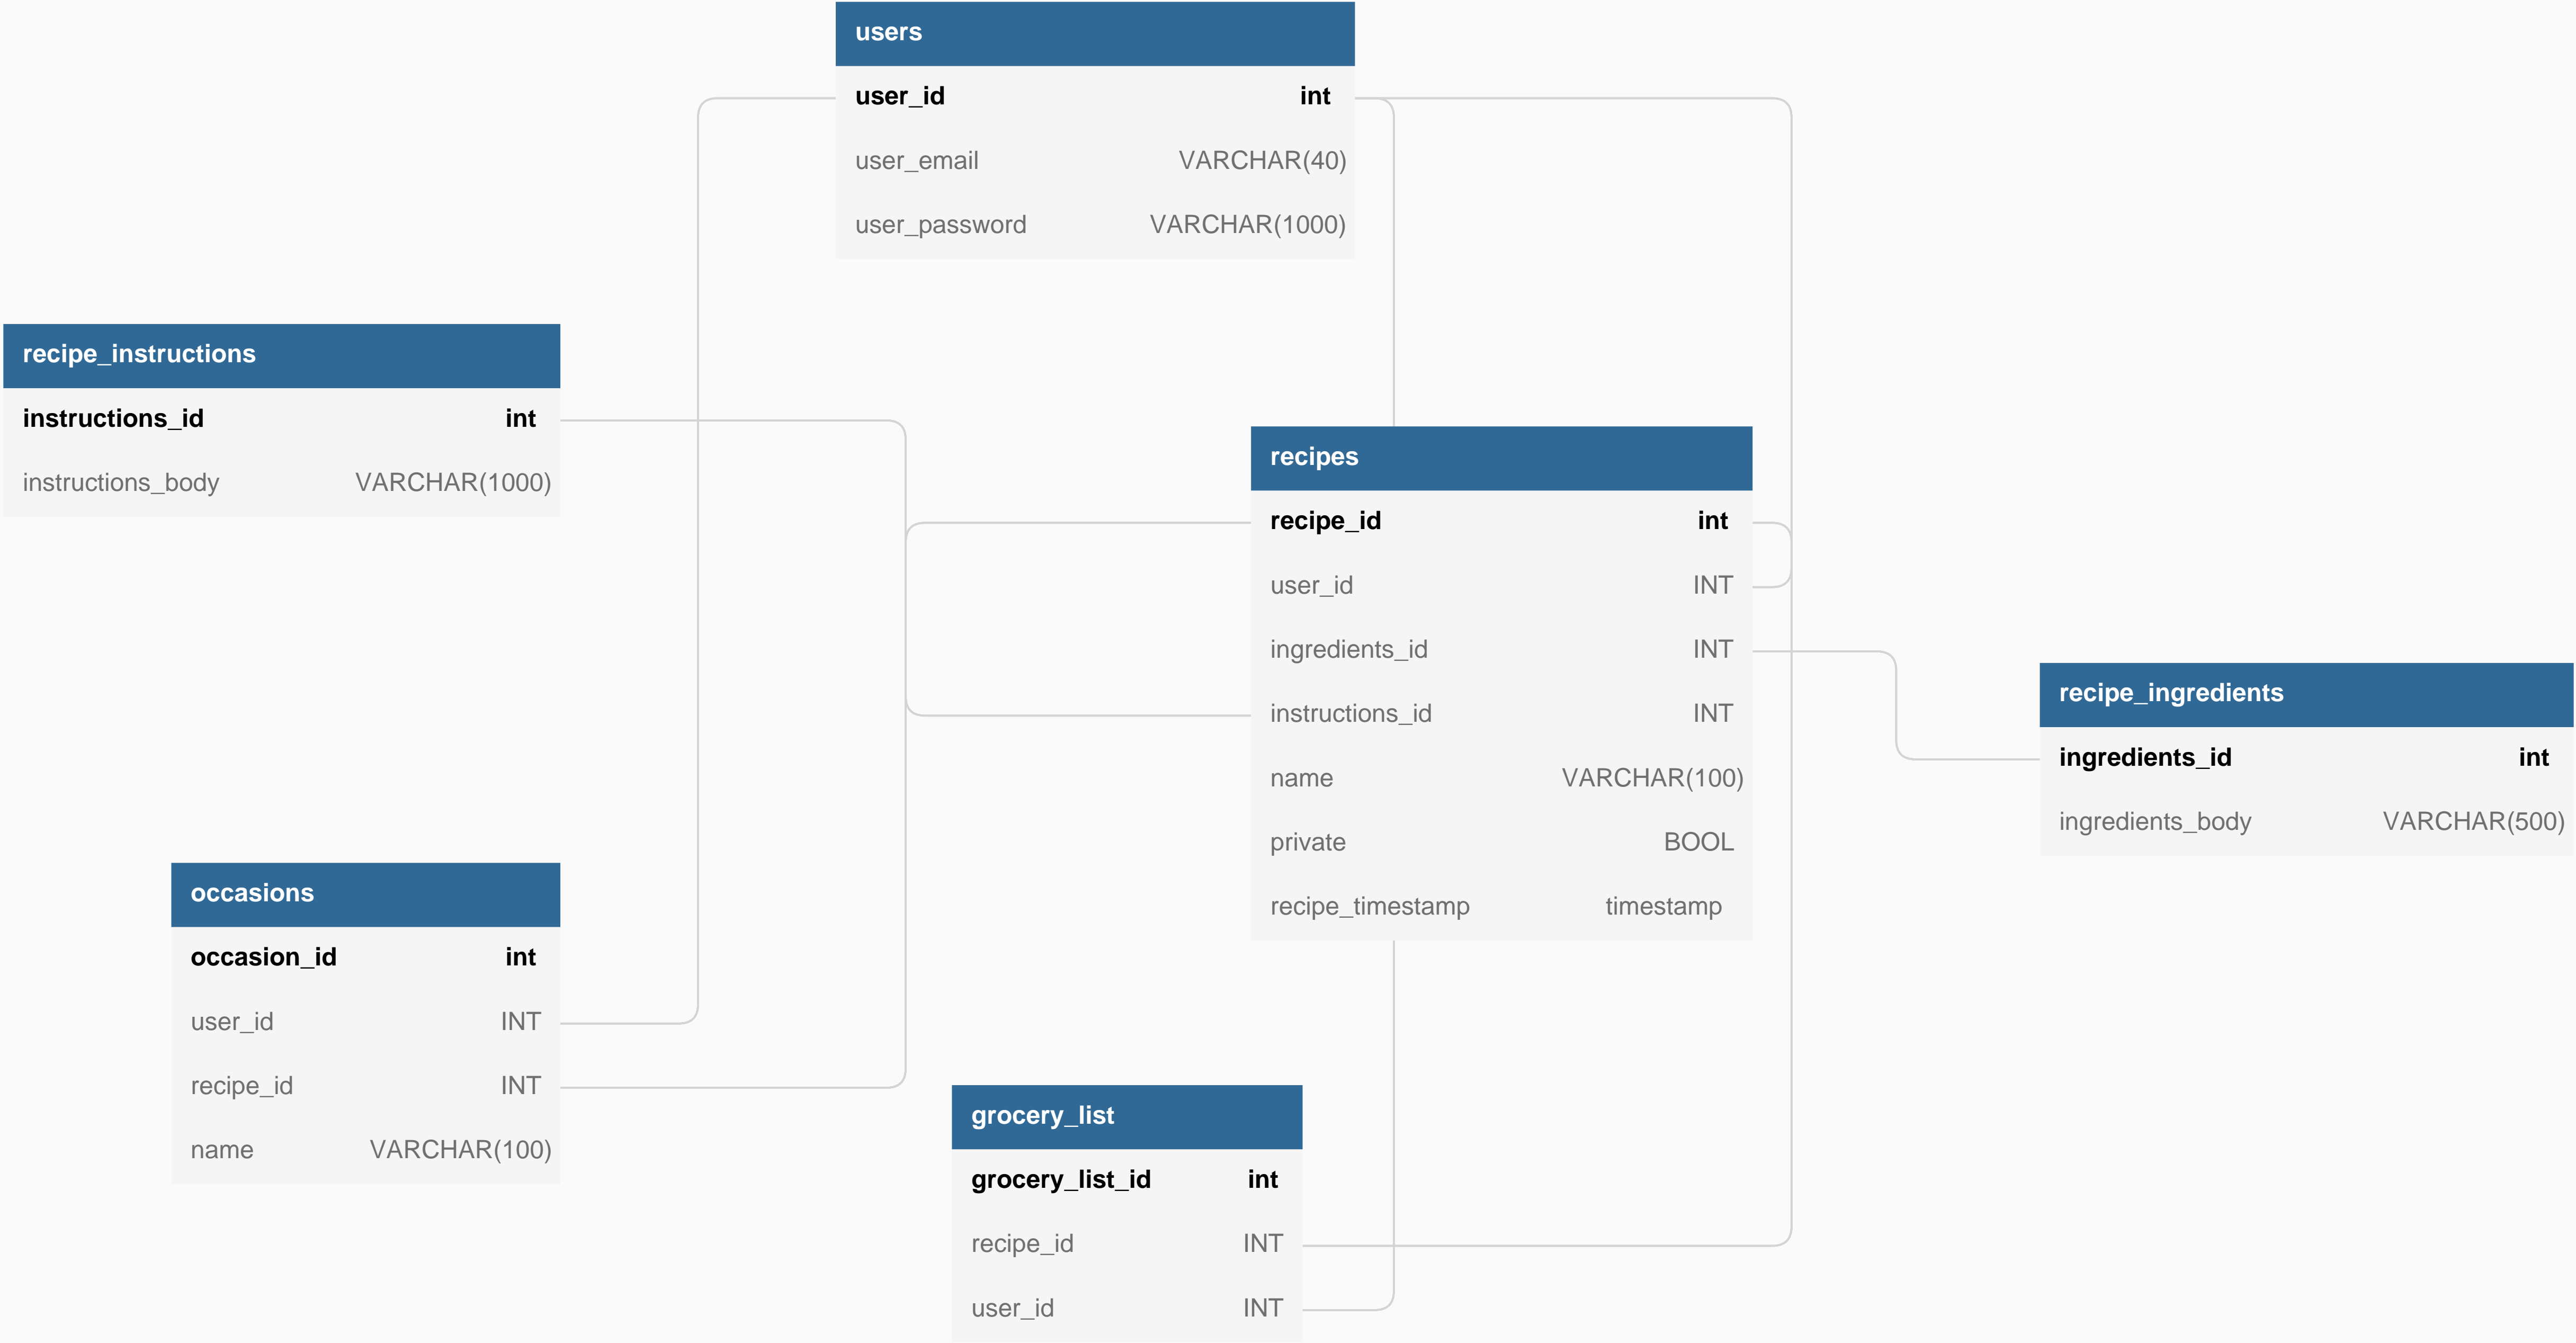 users
user_id int
user_email VARCHAR(40)
user_password VARCHAR(1000)
recipe_instructions
instructions_id int
instructions_body VARCHAR(1000)
recipes
recipe_id int
user_id INT
ingredients_id INT
instructions_id INT
name VARCHAR(100)
private BOOL
recipe_timestamp timestamp
recipe_ingredients
ingredients_id int
ingredients_body VARCHAR(500)
occasions
occasion_id int
user_id INT
recipe_id INT
name VARCHAR(100)
grocery_list
grocery_list_id int
recipe_id INT
user_id INT